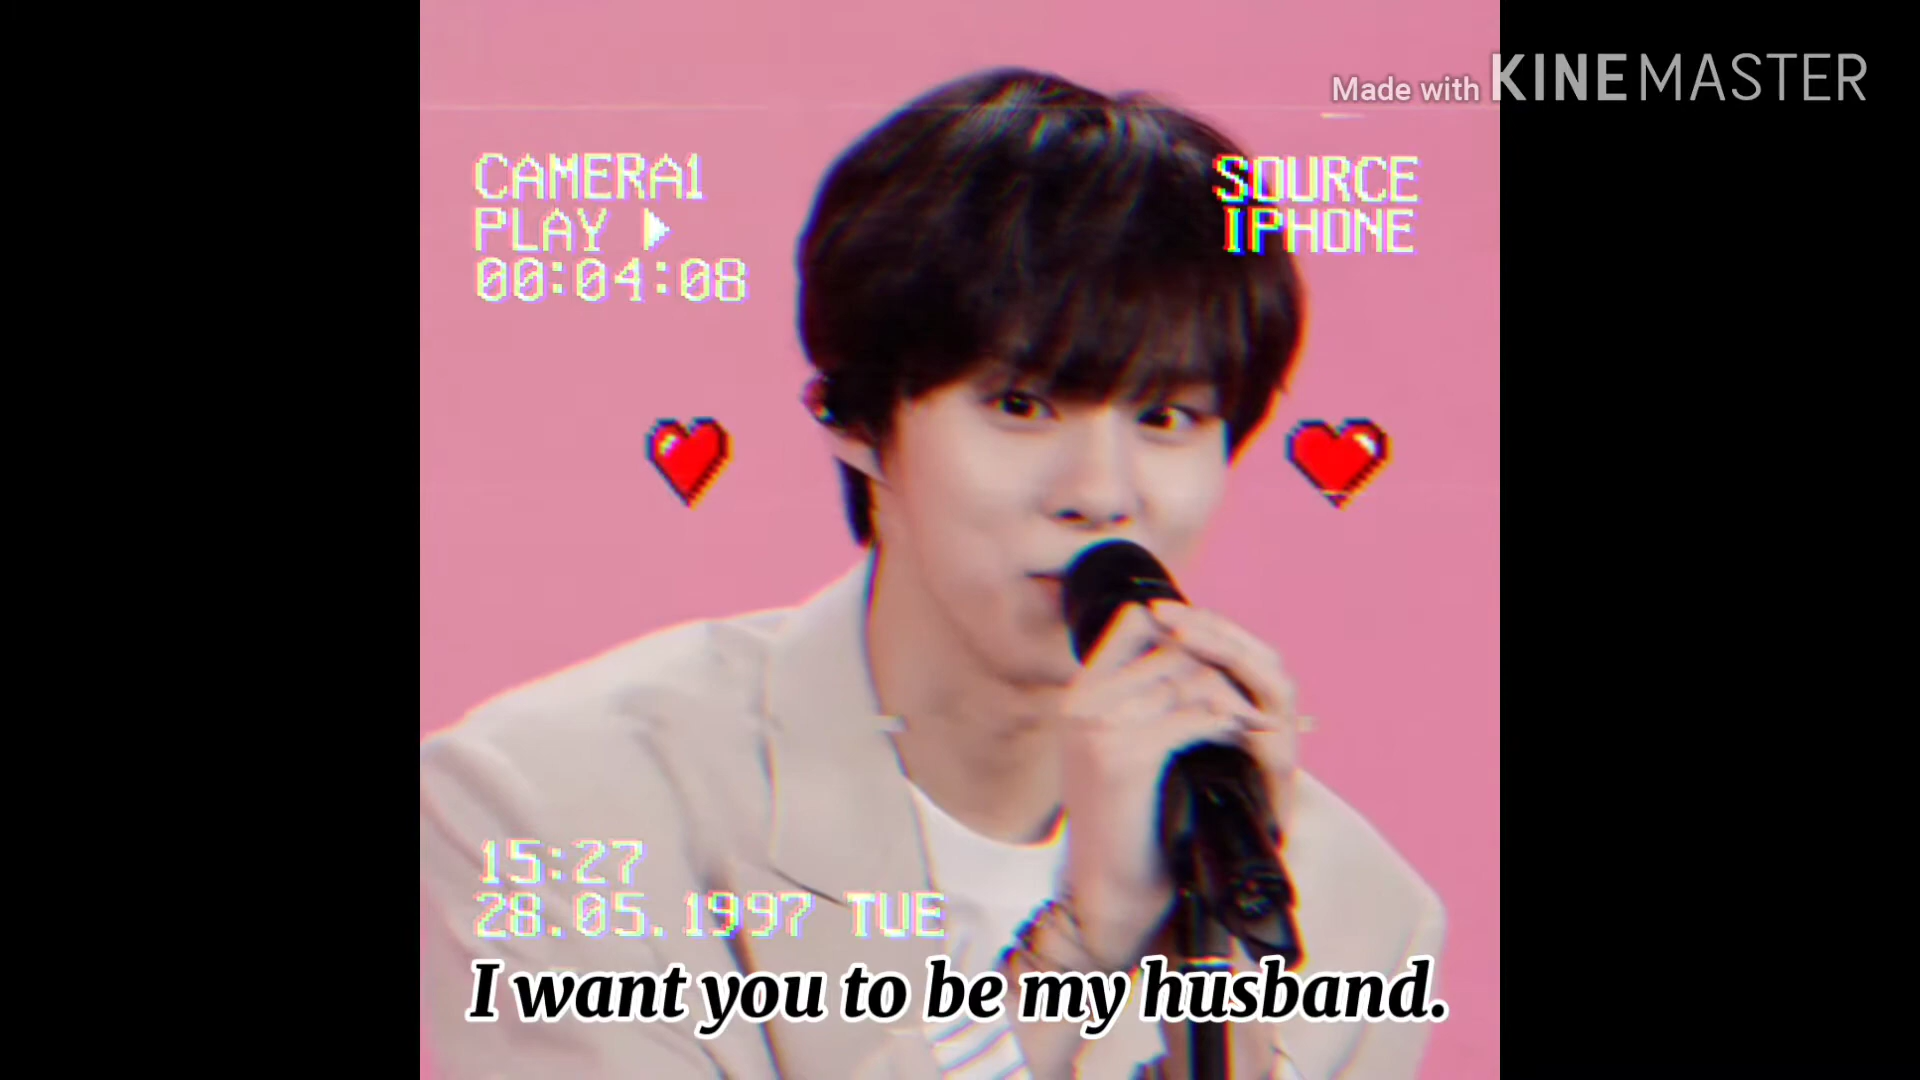 Made with KINEMASTER
CAMERA1
PLAY
00:04:08
SOURCE
IPHONE
15:27
28.05.1997 TUE
I want you to be my husband.